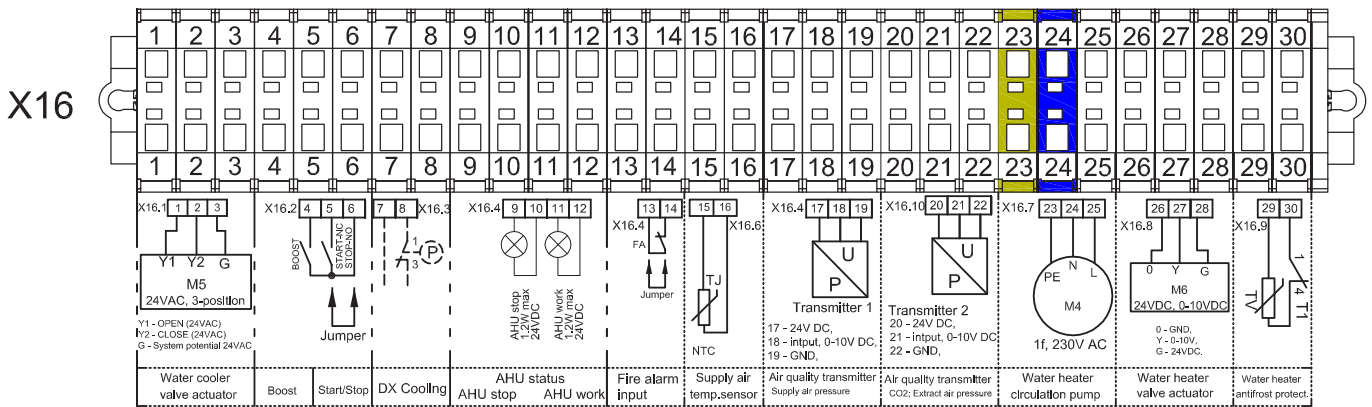 1 2 3 4 5 6 7 8 9 10 11 12 13 14 15 16 17 18 19 20 21 22 23 24 25 26 27 28 29 30
X16
1 2 3 4 5 6 7 8 9 10 11 12 13 14 15 16 17 18 19 20 21 22 23 24 25 26 27 28 29 30
X16.1 1 2 3
Y1 Y2 G
M5
24VAC, 3-position
Y1 - OPEN (24VAC)
Y2 - CLOSE (24VAC)
G - System potential 24VAC
Water cooler
valve actuator
X16.2 4 5 6
BOOST
START-NC
STOP-NO
Jumper
Boost
Start/Stop
7 8 X16.3
1
P
3
DX Cooling
X16.4 9 10 11 12
AHU stop
1.2W max
24VDC
AHU work
1.2W max
24VDC
AHU status
AHU stop AHU work
13 14
X16.4
FA
Jumper
Fire alarm
input
15 16
X16.6
TJ
NTC
Supply air
temp.sensor
X16.4 17 18 19
U
P
Transmitter 1
17 - 24V DC,
18 - intput, 0-10V DC,
19 - GND,
Air quality transmitter
Supply air pressure
X16.10 20 21 22
U
P
Transmitter 2
20 - 24V DC,
21 - intput, 0-10V DC
22 - GND,
Air quality transmitter
CO2; Extract air pressure
X16.7 23 24 25
PE N L
M4
1f, 230V AC
Water heater
circulation pump
26 27 28
X16.8
0 Y G
M6
24VDC, 0-10VDC
0 - GND,
Y - 0-10V,
G - 24VDC.
Water heater
valve actuator
29 30
X16.9
1
TV
4 T1
Water heater
antifrost protect.